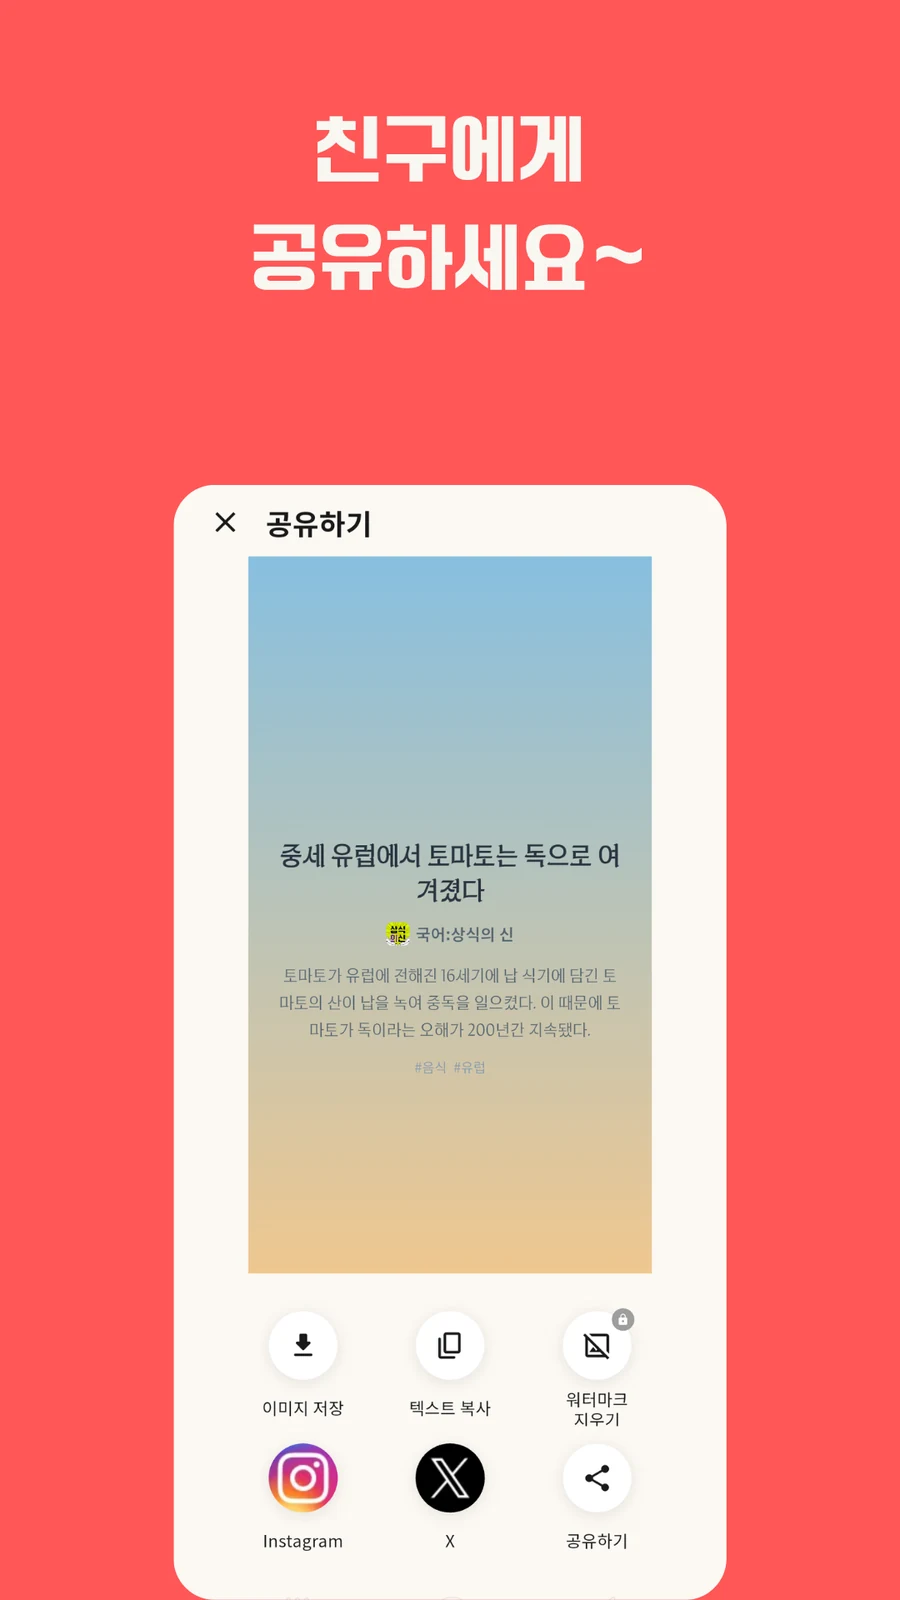 친구에게
공유하세요~
공유하기
중세 유럽에서 토마토는 독으로 여
겨졌다
상식
의신
국어:상식의 신
토마토가 유럽에 전해진 16세기에 납 식기에 담긴 토
마토의 산이 납을 녹여 중독을 일으켰다. 이 때문에 토
마토가 독이라는 오해가 200년간 지속됐다.
#음식 #유럽
이미지 저장
텍스트 복사
워터마크
지우기
Instagram
X
공유하기